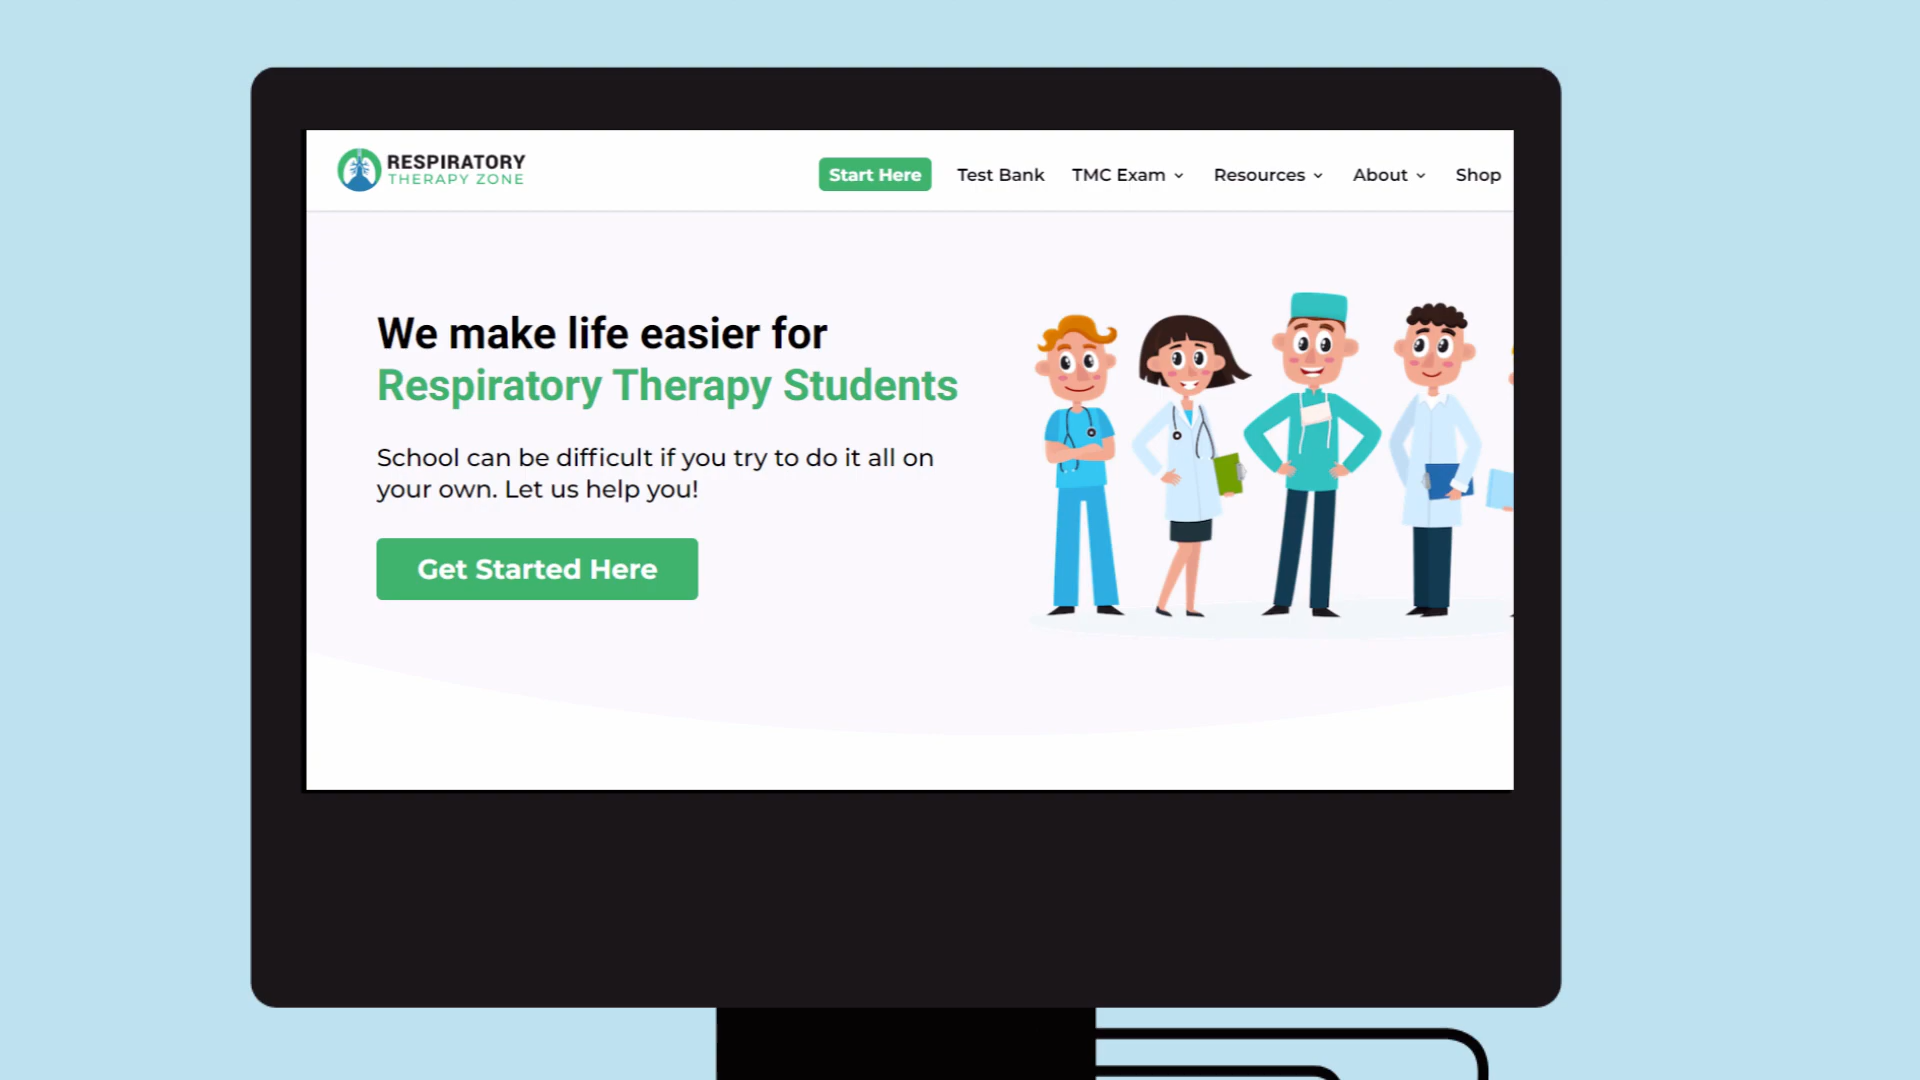 RESPIRATORY
THERAPY ZONE
Start Here
Test Bank
TMC Exam
Resources
About
Shop
We make life easier for
Respiratory Therapy Students
School can be difficult if you try to do it all on
your own. Let us help you!
Get Started Here